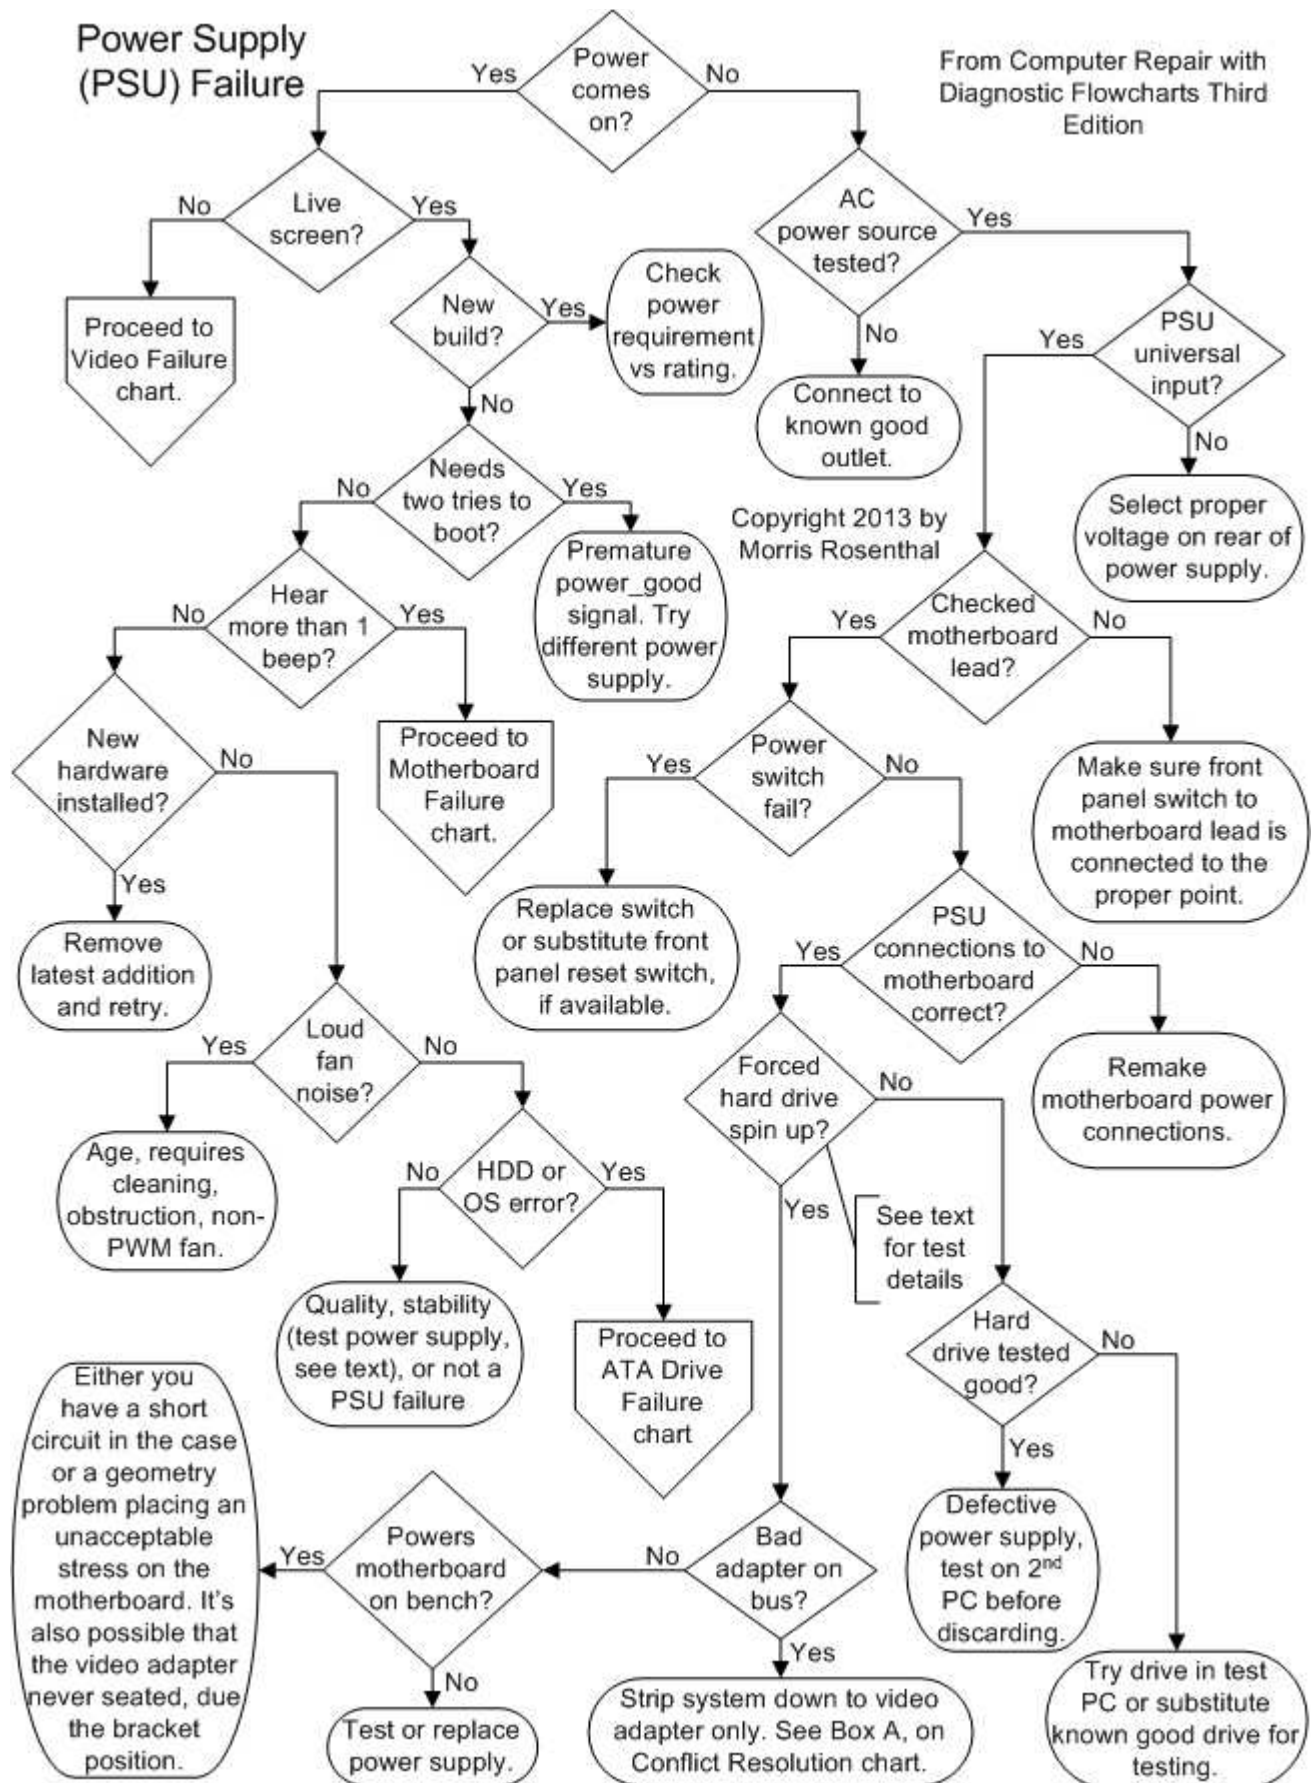 Power Supply
(PSU) Failure
Power
comes
on?
Yes
No
From Computer Repair with
Diagnostic Flowcharts Third
Edition
Live
screen?
No
Yes
AC
power source
tested?
Yes
No
Proceed to
Video Failure
chart.
New
build?
Yes
No
Check
power
requirement
vs rating.
Connect to
known good
outlet.
PSU
universal
input?
Yes
No
Select proper
voltage on rear of
power supply.
Needs
two tries to
boot?
No
Yes
Premature
power_good
signal. Try
different power
supply.
Copyright 2013 by
Morris Rosenthal
Hear
more than 1
beep?
No
Yes
Checked
motherboard
lead?
Yes
No
New
hardware
installed?
No
Yes
Proceed to
Motherboard
Failure
chart.
Power
switch
fail?
Yes
No
Make sure front
panel switch to
motherboard lead is
connected to the
proper point.
Remove
latest addition
and retry.
Replace switch
or substitute front
panel reset switch,
if available.
PSU
connections to
motherboard
correct?
Yes
No
Loud
fan
noise?
Yes
No
Forced
hard drive
spin up?
No
Yes
Remake
motherboard power
connections.
Age, requires
cleaning,
obstruction, non-
PWM fan.
HDD or
OS error?
No
Yes
See text
for test
details
Quality, stability
(test power supply,
see text), or not a
PSU failure
Proceed to
ATA Drive
Failure
chart
Hard
drive tested
good?
No
Yes
Either you
have a short
circuit in the case
or a geometry
problem placing an
unacceptable
stress on the
motherboard. It's
also possible that
the video adapter
never seated, due
the bracket
position.
Powers
motherboard
on bench?
Yes
No
Bad
adapter on
bus?
No
Yes
Defective
power supply,
test on 2nd
PC before
discarding.
Test or replace
power supply.
Strip system down to video
adapter only. See Box A, on
Conflict Resolution chart.
Try drive in test
PC or substitute
known good drive for
testing.